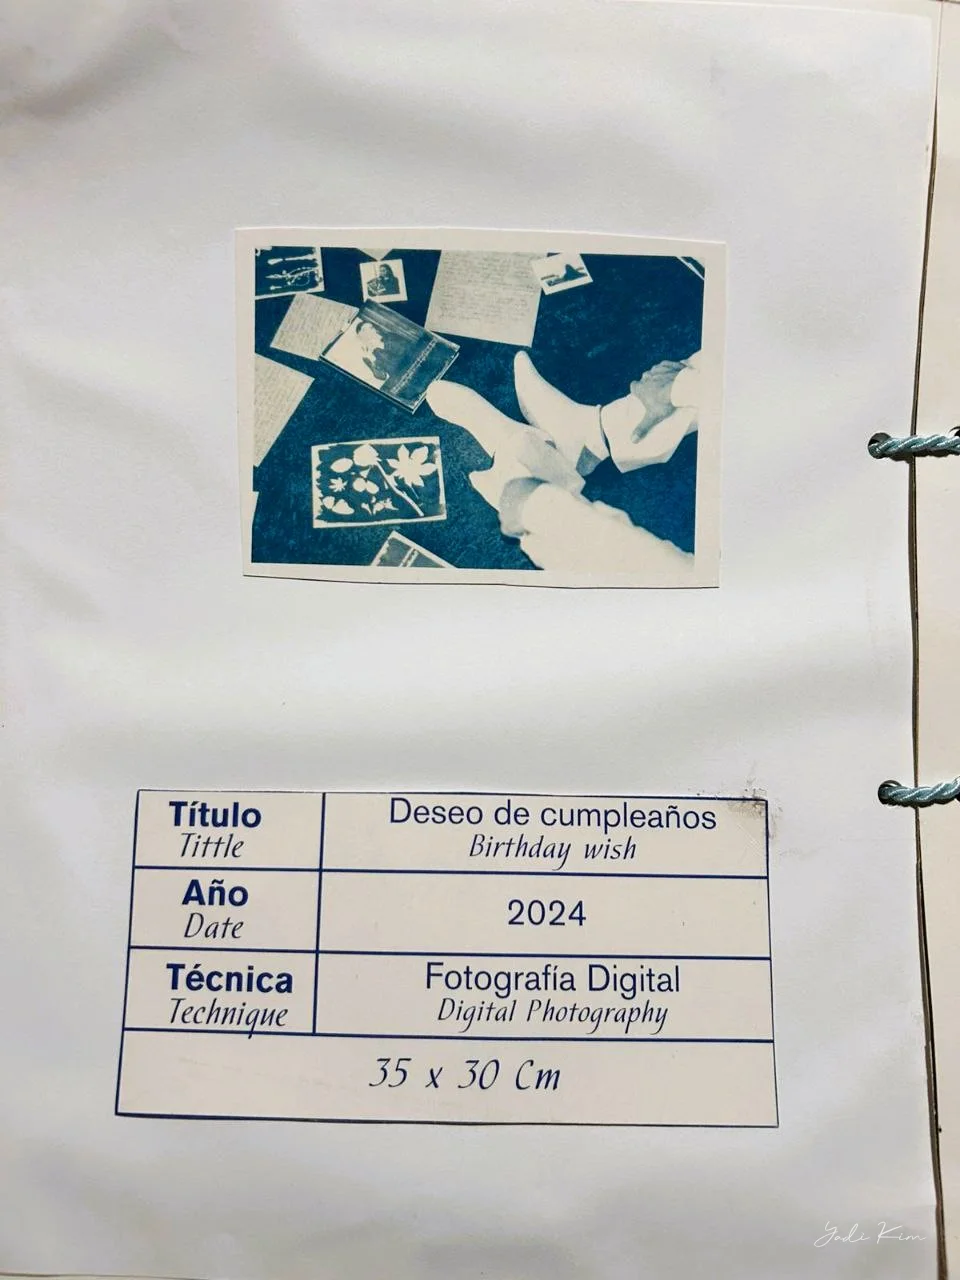 Título
Tittle
Deseo de cumpleaños
Birthday wish
Año
Date
2024
Técnica
Technique
Fotografía Digital
Digital Photography
35 x 30 Cm
Yadi Kim